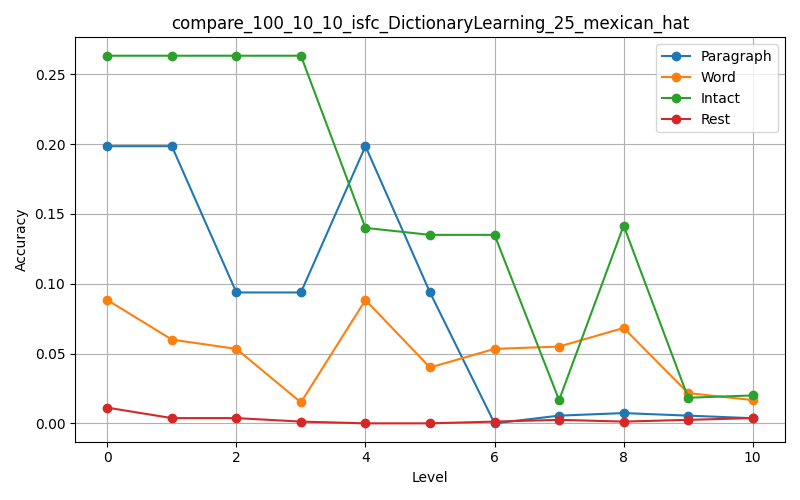 compare_100_10_10_isfc_DictionaryLearning_25_mexican_hat
Paragraph
Word
Intact
Rest
0.25
0.20
0.15
0.10
0.05
0.00
Accuracy
0 2 4 6 8 10
Level